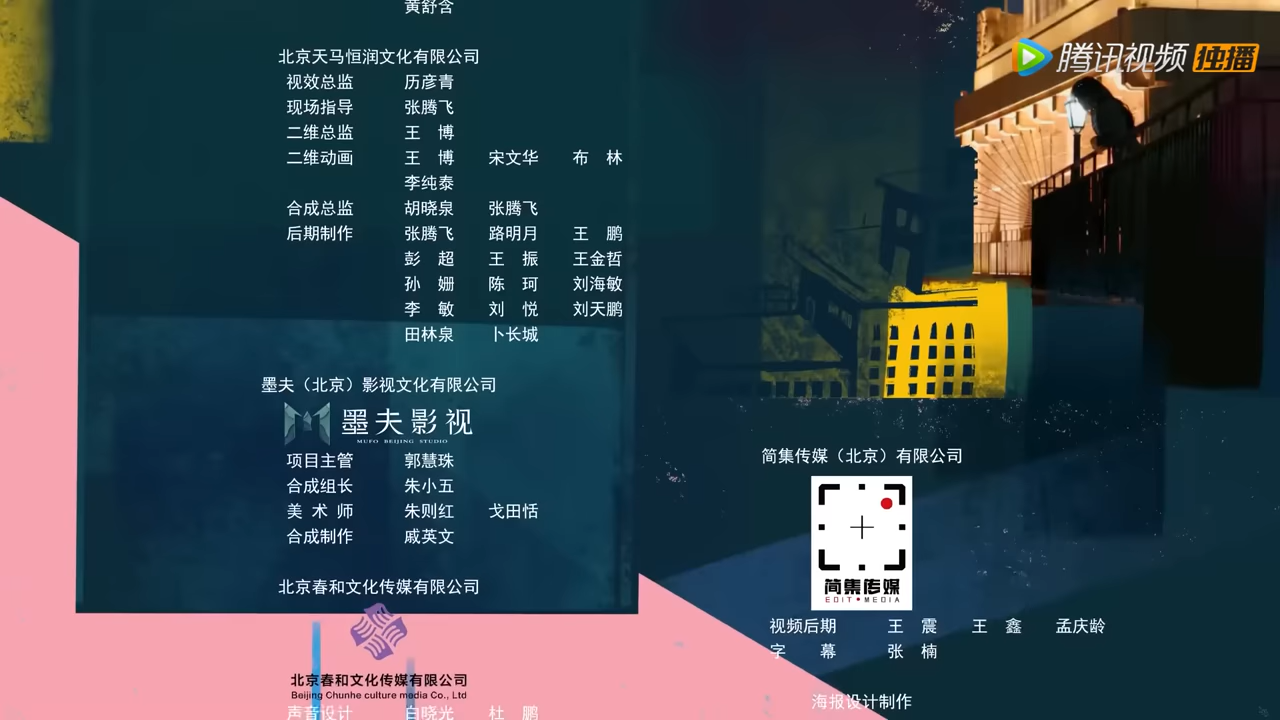 黄舒含
腾讯视频 独播
北京天马恒润文化有限公司
视效总监 历彦青
现场指导 张腾飞
二维总监 王 博
二维动画 王 博 宋文华 布 林
李纯泰
合成总监 胡晓泉 张腾飞
后期制作 张腾飞 路明月 王 鹏
彭 超 王 振 王金哲
孙 姗 陈 珂 刘海敏
李 敏 刘 悦 刘天鹏
田林泉 卜长城
墨夫（北京）影视文化有限公司
墨夫影视
MUFO BEIJING STUDIO
项目主管 郭慧珠
合成组长 朱小五
美 术 师 朱则红 戈田恬
合成制作 戚英文
北京春和文化传媒有限公司
北京春和文化传媒有限公司
Beijing Chunhe culture media Co., Ltd
声音设计 白晓光 杜 鹏
简集传媒（北京）有限公司
简集传媒
EDIT•MEDIA
视频后期 王 震 王 鑫 孟庆龄
字 幕 张 楠
海报设计制作